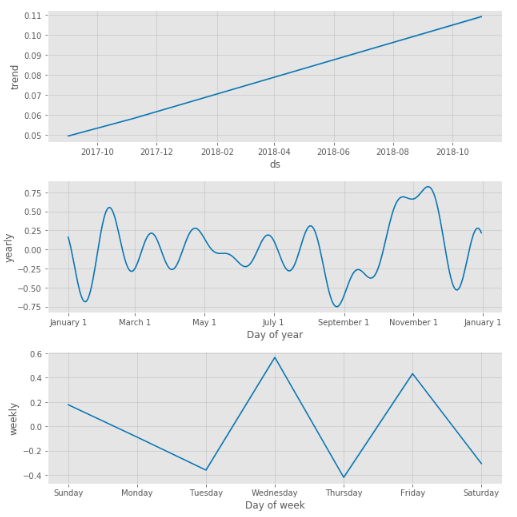 0.11
0.10
0.09
0.08
0.07
0.06
0.05
trend
2017-10 2017-12 2018-02 2018-04 2018-06 2018-08 2018-10
ds
0.75
0.50
0.25
0.00
−0.25
−0.50
−0.75
yearly
January 1 March 1 May 1 July 1 September 1 November 1 January 1
Day of year
0.6
0.4
0.2
0.0
−0.2
−0.4
weekly
Sunday Monday Tuesday Wednesday Thursday Friday Saturday
Day of week